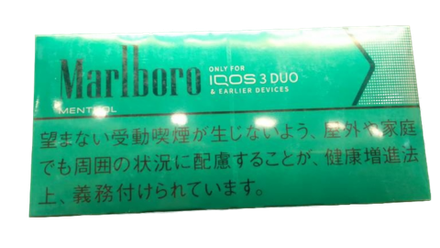 Marlboro
ONLY FOR
IQOS 3 DUO
& EARLIER DEVICES
MENTHOL
望まない受動喫煙が生じないよう、屋外や家庭
でも周囲の状況に配慮することが、健康増進法
上、義務付けられています。